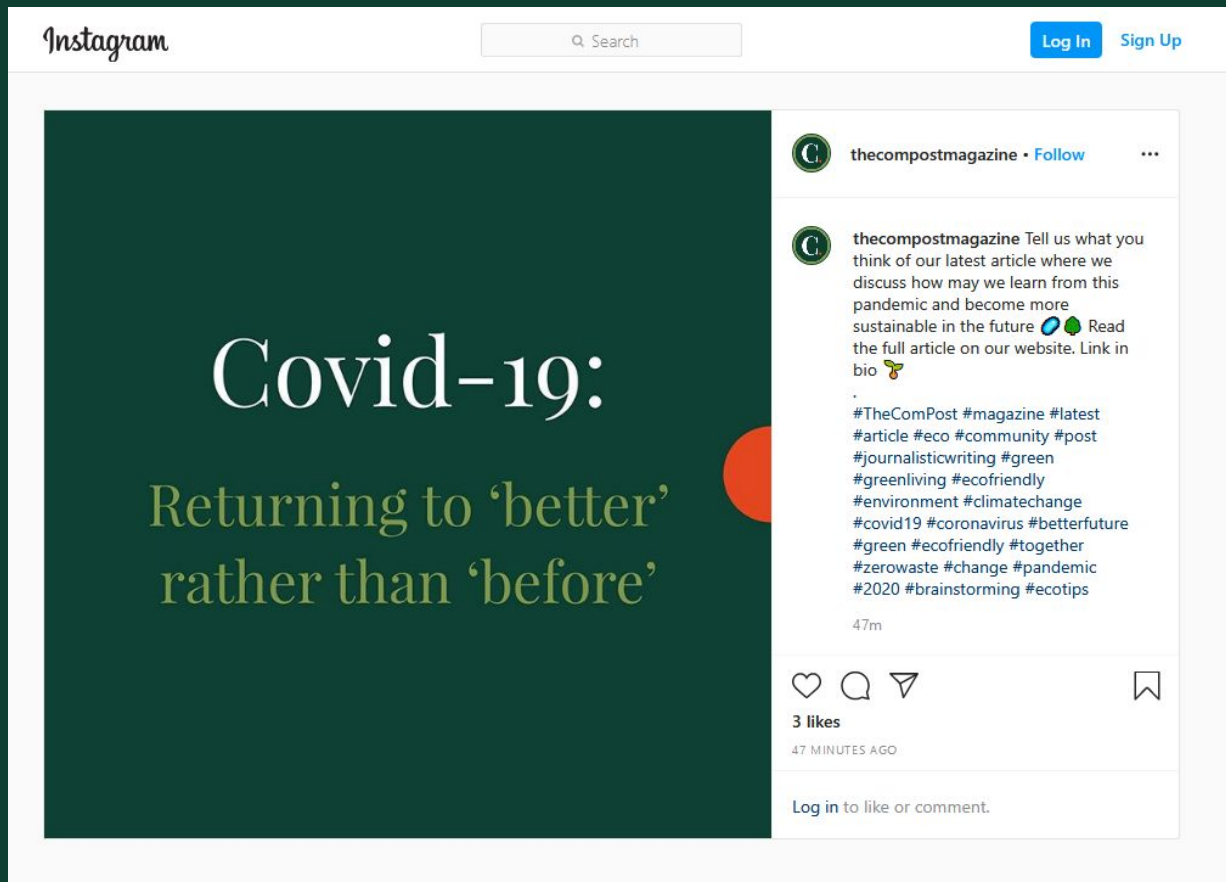 Instagram
Search
Log In
Sign Up
Covid-19:
Returning to ‘better’
rather than ‘before’
C.
thecompostmagazine • Follow
C.
thecompostmagazine Tell us what you
think of our latest article where we
discuss how may we learn from this
pandemic and become more
sustainable in the future 🧬🌳 Read
the full article on our website. Link in
bio 🌱
.
#TheComPost #magazine #latest
#article #eco #community #post
#journalisticwriting #green
#greenliving #ecofriendly
#environment #climatechange
#covid19 #coronavirus #betterfuture
#green #ecofriendly #together
#zerowaste #change #pandemic
#2020 #brainstorming #ecotips
47m
3 likes
47 MINUTES AGO
Log in to like or comment.